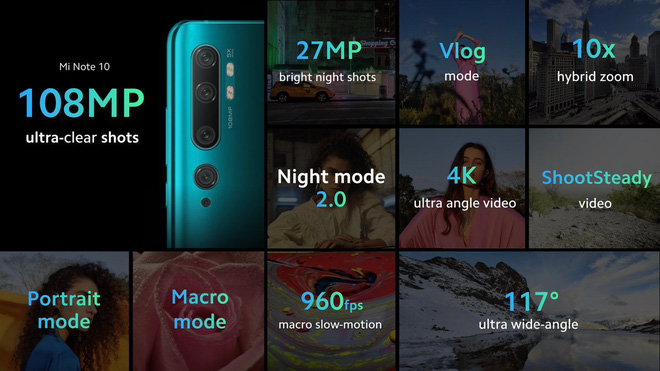 Mi Note 10
108MP
ultra-clear shots
5X
108MP
27MP
bright night shots
Vlog
mode
10x
hybrid zoom
Night mode
2.0
4K
ultra angle video
ShootSteady
video
Portrait
mode
Macro
mode
960fps
macro slow-motion
117°
ultra wide-angle